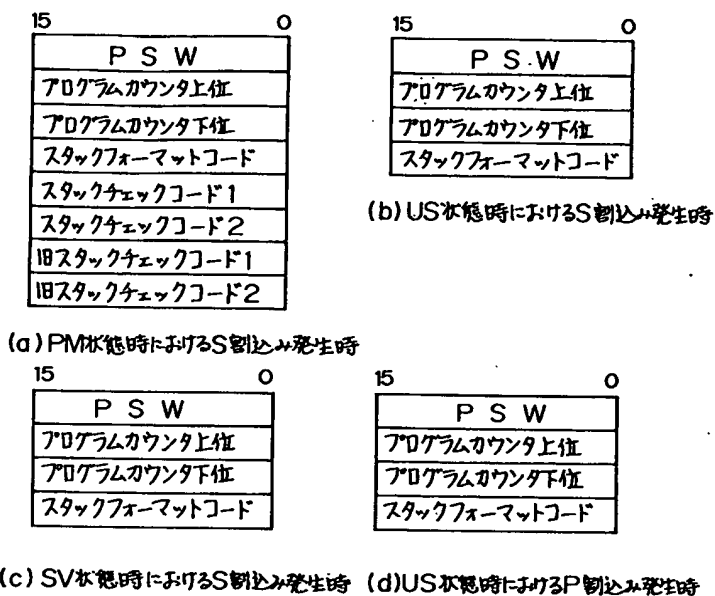 15 0
P S W
プログラムカウンタ上位
プログラムカウンタ下位
スタックフォーマットコード
スタックチェックコード1
スタックチェックコード2
旧スタックチェックコード1
旧スタックチェックコード2
(a) PM状態時におけるS割込み発生時
15 0
P S W
プログラムカウンタ上位
プログラムカウンタ下位
スタックフォーマットコード
(b) US状態時におけるS割込み発生時
15 0
P S W
プログラムカウンタ上位
プログラムカウンタ下位
スタックフォーマットコード
(c) SV状態時におけるS割込み発生時
15 0
P S W
プログラムカウンタ上位
プログラムカウンタ下位
スタックフォーマットコード
(d) US状態時におけるP割込み発生時